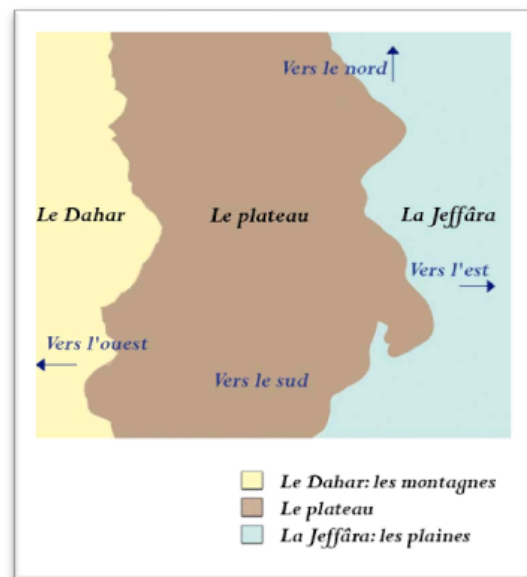 Vers le nord
Le Dahar
Le plateau
La Jeffâra
Vers l'est
Vers l'ouest
Vers le sud
Le Dahar: les montagnes
Le plateau
La Jeffâra: les plaines